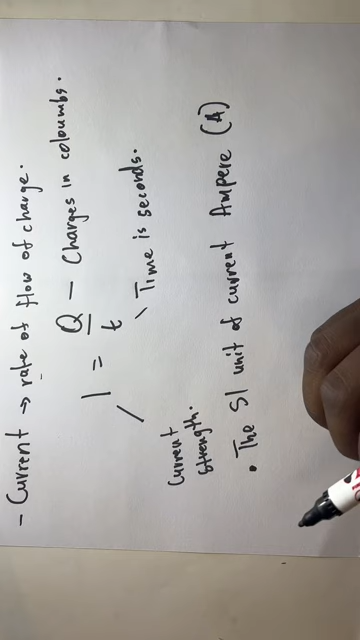 - Current → rate of flow of charge.
I = Q/t
Q — Charges in coloumbs.
Time is seconds.
Current
Strength.
• The SI unit of current Ampere (A)